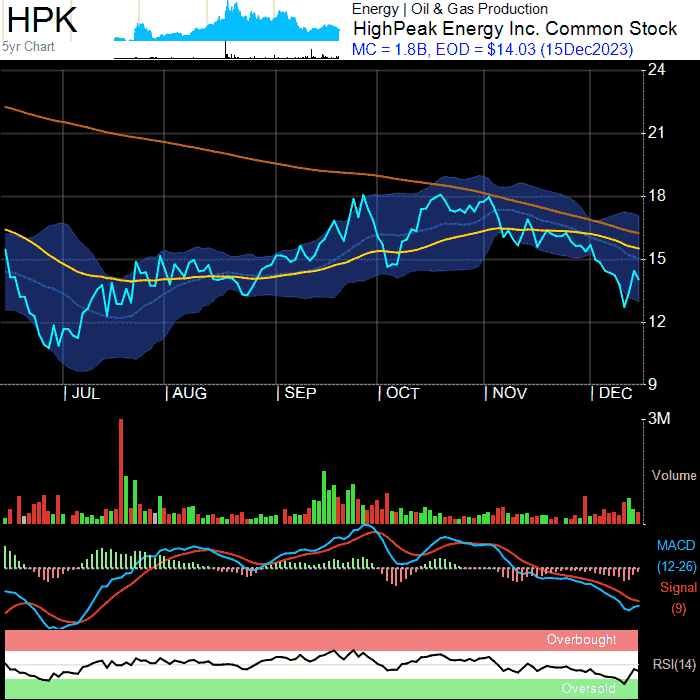 HPK
5yr Chart
Energy | Oil & Gas Production
HighPeak Energy Inc. Common Stock
MC = 1.8B, EOD = $14.03 (15Dec2023)
24
21
18
15
12
9
JUL
AUG
SEP
OCT
NOV
DEC
3M
Volume
MACD
(12-26)
Signal
(9)
Overbought
RSI(14)
Oversold